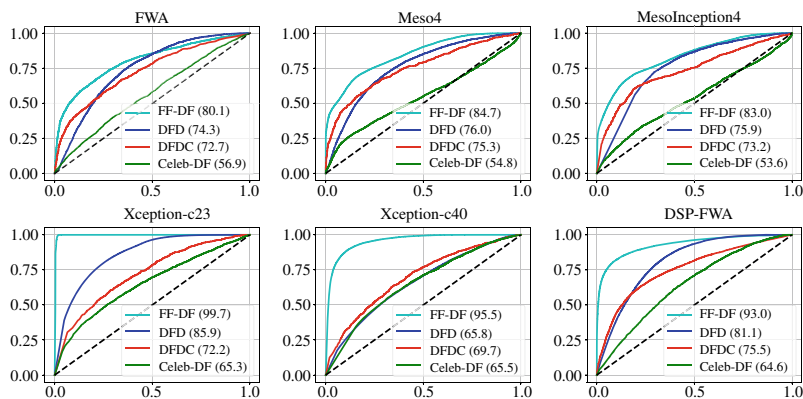 FWA
1.00
0.75
0.50
0.25
0.00
FF-DF (80.1)
DFD (74.3)
DFDC (72.7)
Celeb-DF (56.9)
0.0 0.5 1.0
Meso4
1.00
0.75
0.50
0.25
0.00
FF-DF (84.7)
DFD (76.0)
DFDC (75.3)
Celeb-DF (54.8)
0.0 0.5 1.0
MesoInception4
1.00
0.75
0.50
0.25
0.00
FF-DF (83.0)
DFD (75.9)
DFDC (73.2)
Celeb-DF (53.6)
0.0 0.5 1.0
Xception-c23
1.00
0.75
0.50
0.25
0.00
FF-DF (99.7)
DFD (85.9)
DFDC (72.2)
Celeb-DF (65.3)
0.0 0.5 1.0
Xception-c40
1.00
0.75
0.50
0.25
0.00
FF-DF (95.5)
DFD (65.8)
DFDC (69.7)
Celeb-DF (65.5)
0.0 0.5 1.0
DSP-FWA
1.00
0.75
0.50
0.25
0.00
FF-DF (93.0)
DFD (81.1)
DFDC (75.5)
Celeb-DF (64.6)
0.0 0.5 1.0